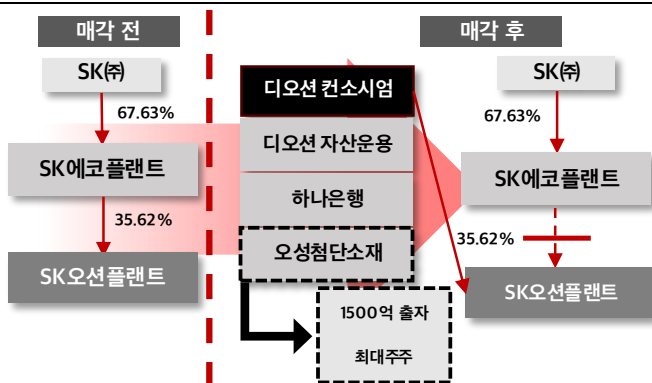 매각 전
SK㈜
67.63%
SK에코플랜트
35.62%
SK오션플랜트
디오션 컨소시엄
디오션 자산운용
하나은행
오성첨단소재
1500억 출자
최대주주
매각 후
SK㈜
67.63%
SK에코플랜트
35.62%
SK오션플랜트